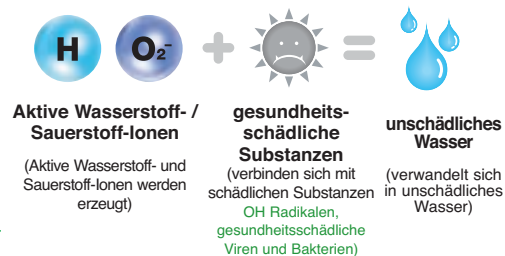 H O₂⁻ + =
Aktive Wasserstoff- /
Sauerstoff-Ionen
(Aktive Wasserstoff- und
Sauerstoff-Ionen werden
erzeugt)
gesundheits-
schädliche
Substanzen
(verbinden sich mit
schädlichen Substanzen
OH Radikalen,
gesundheitsschädliche
Viren und Bakterien)
unschädliches
Wasser
(verwandelt sich
in unschädliches
Wasser)